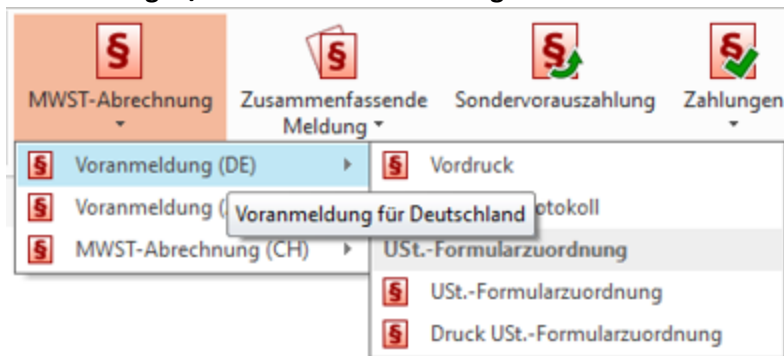 MWST-Abrechnung
Zusammenfassende
Meldung
Sondervorauszahlung
Zahlungen
Voranmeldung (DE)
Vordruck
Voranmeldung (
Voranmeldung für Deutschland
MWST-Abrechnung (CH)
USt.-Formularzuordnung
USt.-Formularzuordnung
Druck USt.-Formularzuordnung